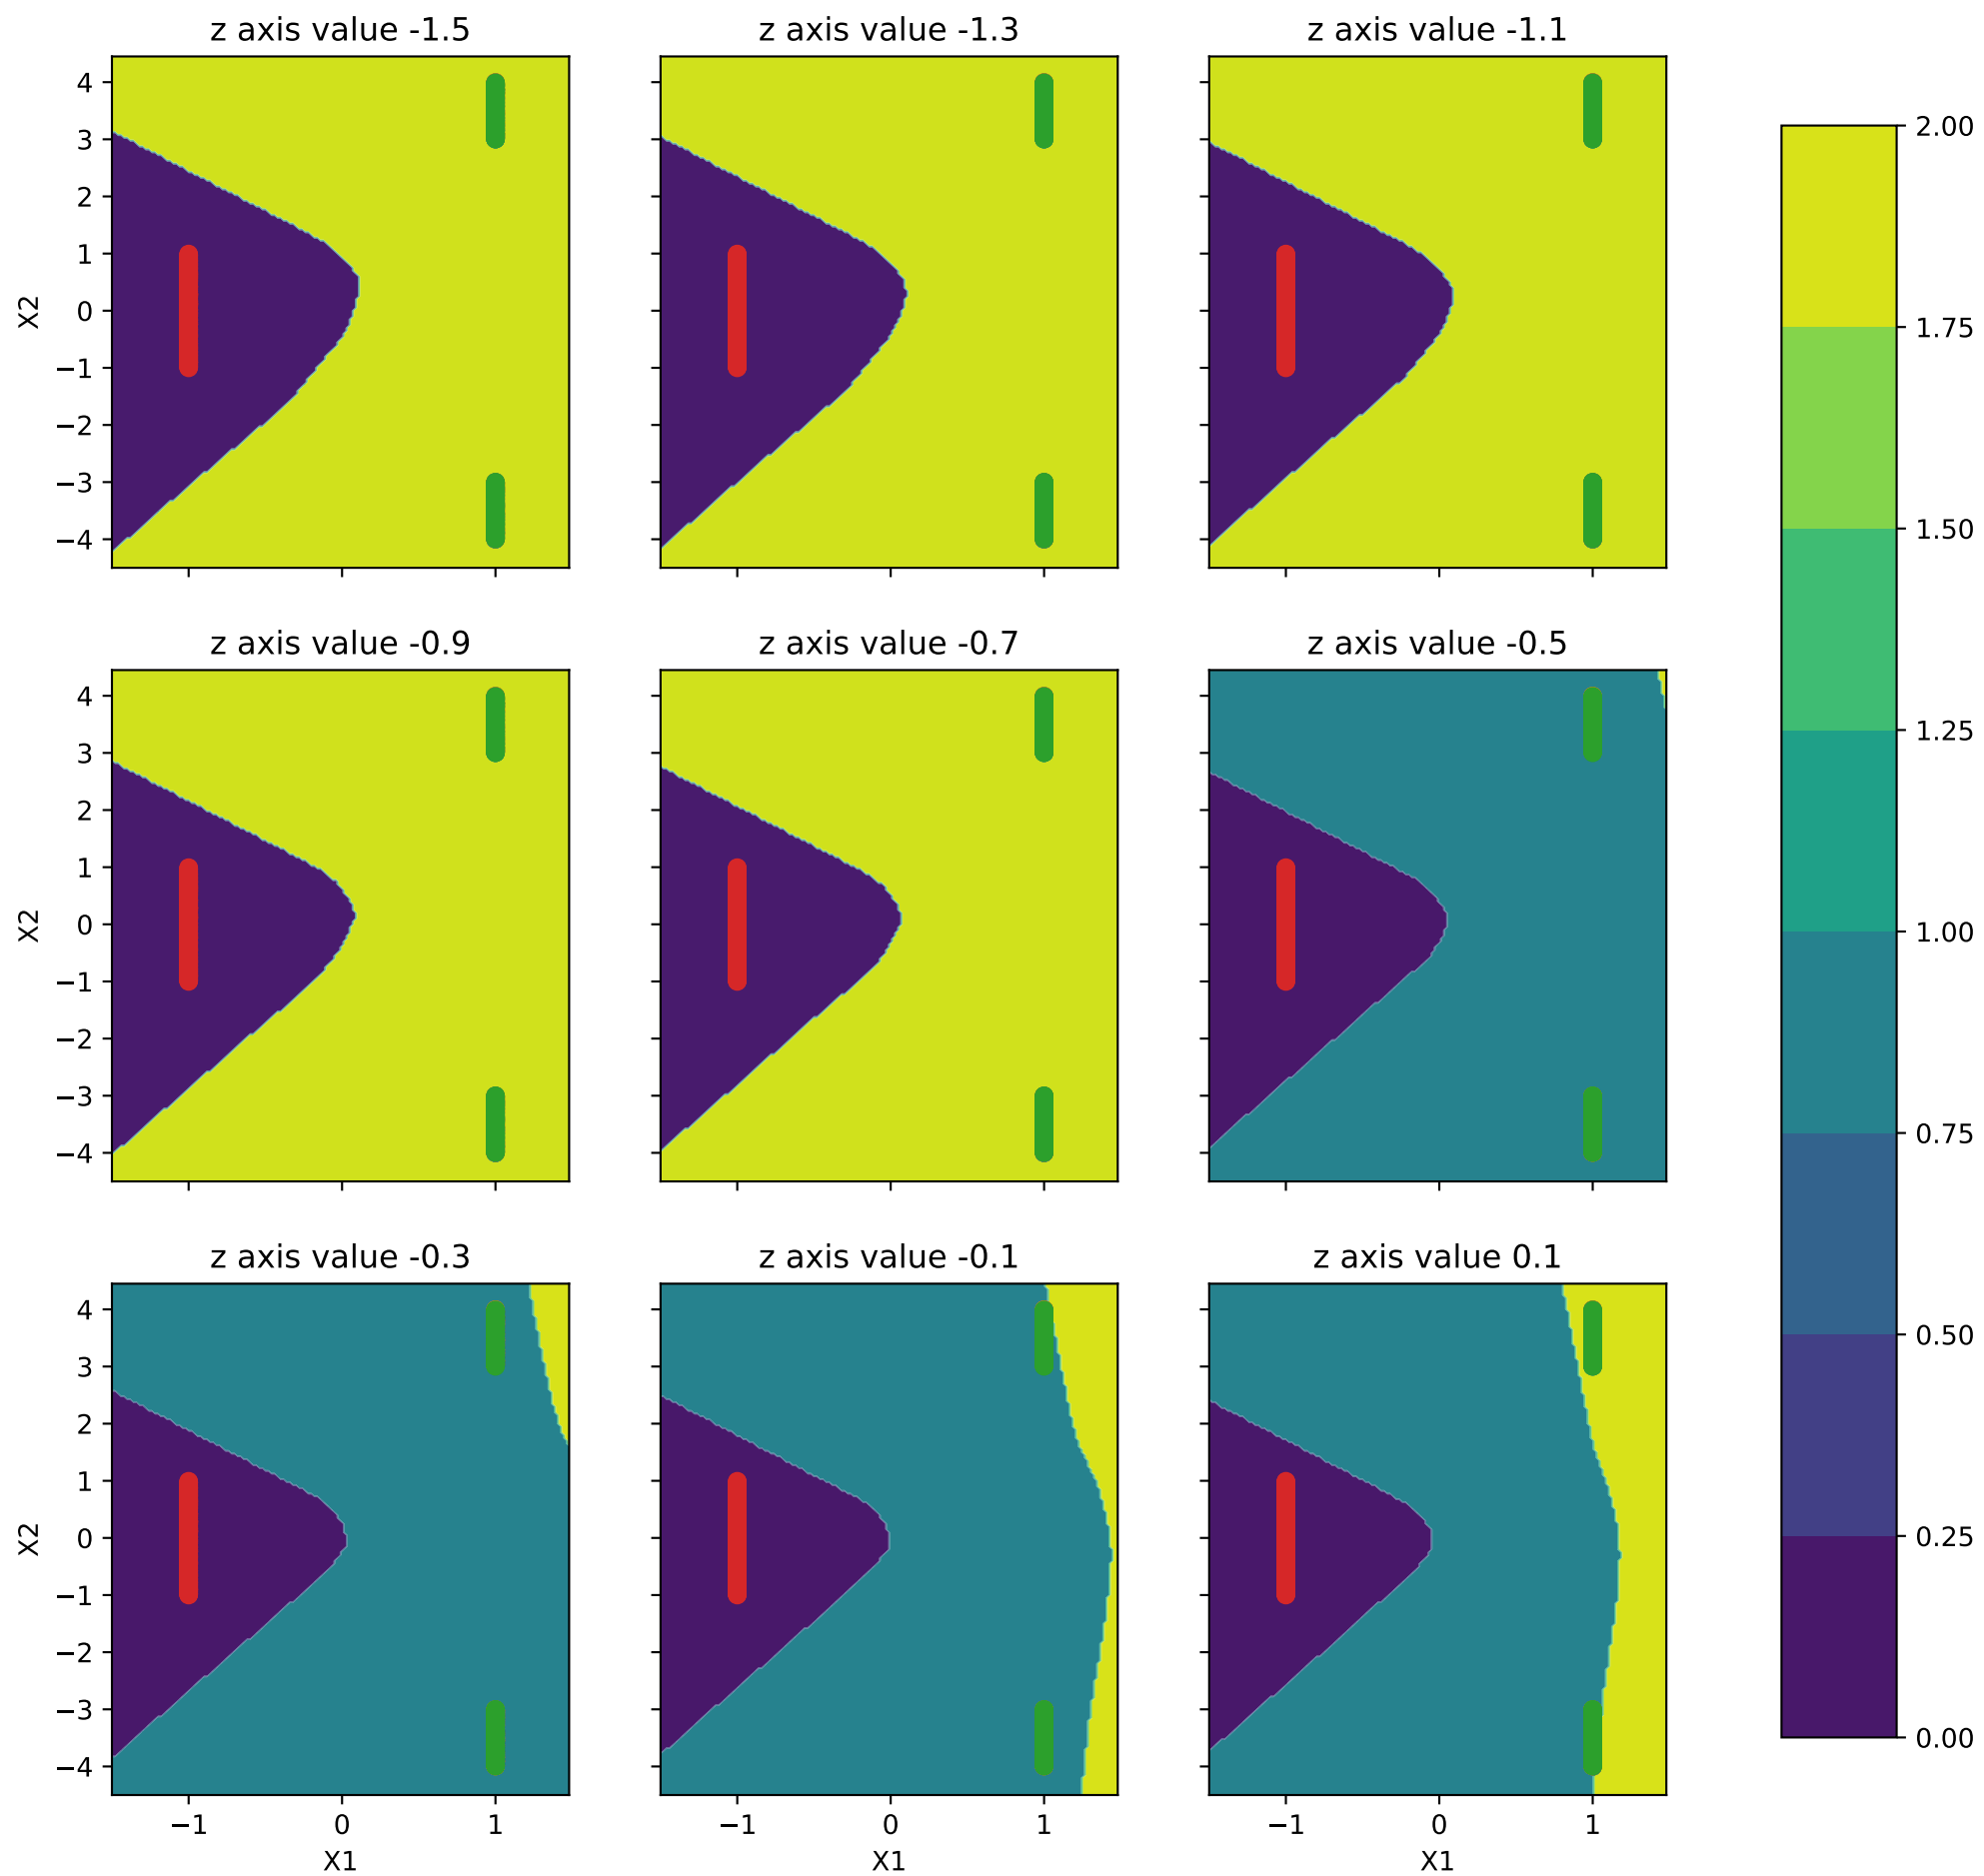 z axis value -1.5
z axis value -1.3
z axis value -1.1
4
3
2
1
0
−1
−2
−3
−4
X2
z axis value -0.9
z axis value -0.7
z axis value -0.5
4
3
2
1
0
−1
−2
−3
−4
X2
z axis value -0.3
z axis value -0.1
z axis value 0.1
4
3
2
1
0
−1
−2
−3
−4
X2
−1 0 1
X1
−1 0 1
X1
−1 0 1
X1
2.00
1.75
1.50
1.25
1.00
0.75
0.50
0.25
0.00